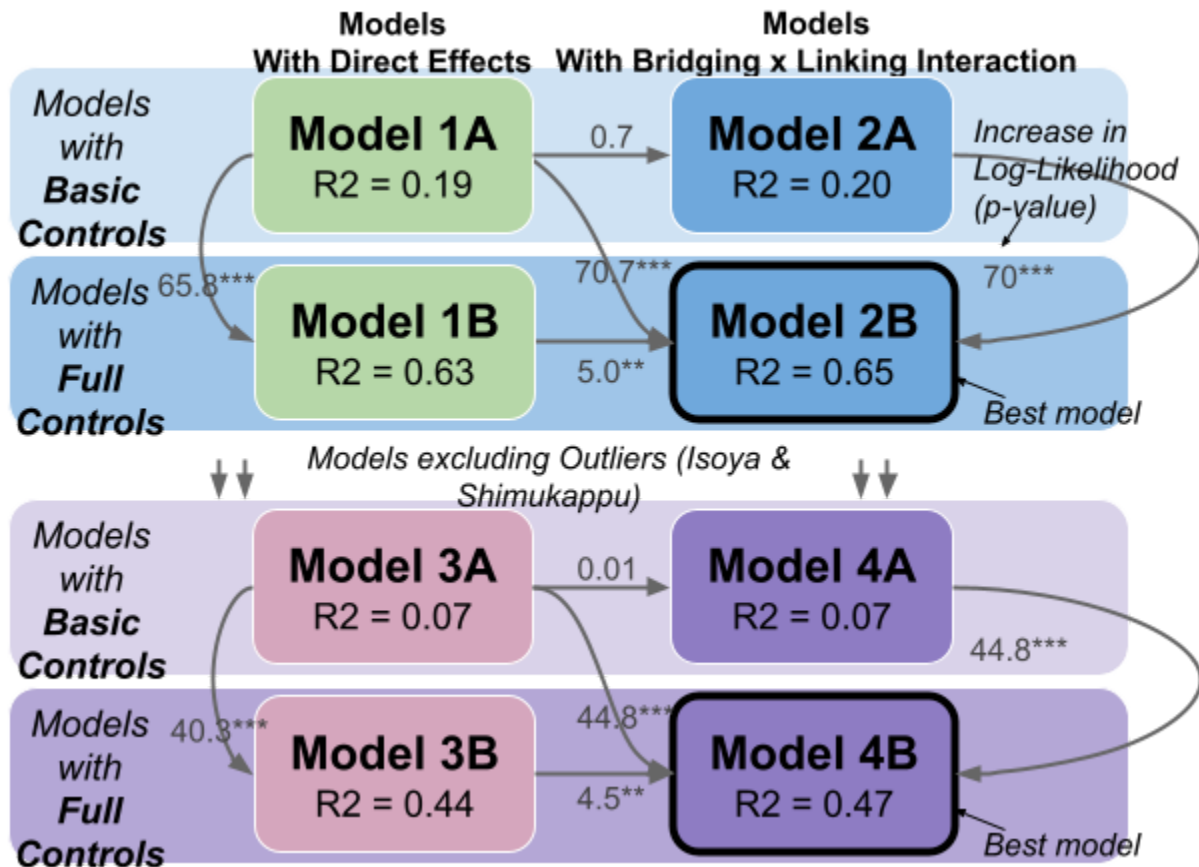 Models
With Direct Effects
Models
With Bridging x Linking Interaction
Models
with
Basic
Controls
Model 1A
R2 = 0.19
0.7
Model 2A
R2 = 0.20
Increase in
Log-Likelihood
(p-value)
65.8***
70.7***
70***
Models
with
Full
Controls
Model 1B
R2 = 0.63
5.0**
Model 2B
R2 = 0.65
Best model
Models excluding Outliers (Isoya &
Shimukappu)
Models
with
Basic
Controls
Model 3A
R2 = 0.07
0.01
Model 4A
R2 = 0.07
44.8***
40.3***
44.8***
Models
with
Full
Controls
Model 3B
R2 = 0.44
4.5**
Model 4B
R2 = 0.47
Best model